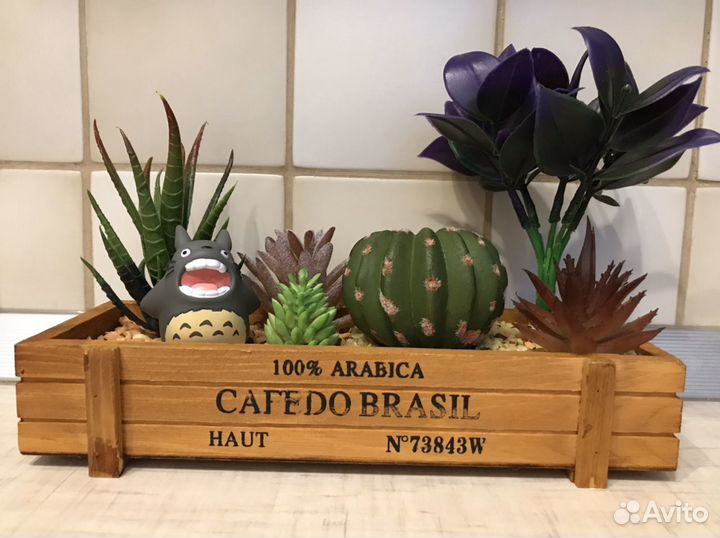 100% ARABICA
CAFEDO BRASIL
HAUT N°73843W
Avito